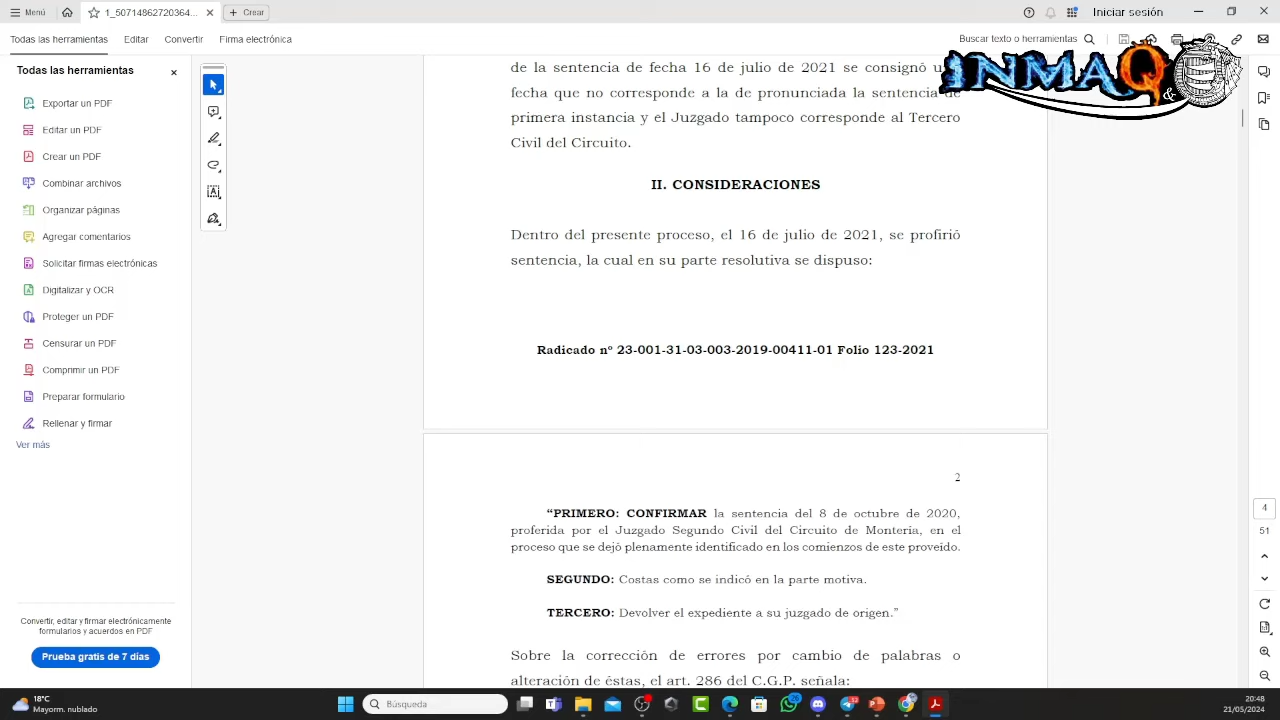 Menú
1_50714862720364...
Crear
Iniciar sesión
Todas las herramientas
Editar
Convertir
Firma electrónica
Buscar texto o herramientas
Todas las herramientas
Exportar un PDF
Editar un PDF
Crear un PDF
Combinar archivos
Organizar páginas
Agregar comentarios
Solicitar firmas electrónicas
Digitalizar y OCR
Proteger un PDF
Censurar un PDF
Comprimir un PDF
Preparar formulario
Rellenar y firmar
Ver más
Convertir, editar y firmar electrónicamente
formularios y acuerdos en PDF
Prueba gratis de 7 días
INMAQ
&
de la sentencia de fecha 16 de julio de 2021 se consignó
fecha que no corresponde a la de pronunciada la sentencia de
primera instancia y el Juzgado tampoco corresponde al Tercero
Civil del Circuito.
II. CONSIDERACIONES
Dentro del presente proceso, el 16 de julio de 2021, se profirió
sentencia, la cual en su parte resolutiva se dispuso:
Radicado nº 23-001-31-03-003-2019-00411-01 Folio 123-2021
2
“PRIMERO: CONFIRMAR la sentencia del 8 de octubre de 2020,
proferida por el Juzgado Segundo Civil del Circuito de Montería, en el
proceso que se dejó plenamente identificado en los comienzos de este proveído.
SEGUNDO: Costas como se indicó en la parte motiva.
TERCERO: Devolver el expediente a su juzgado de origen.”
Sobre la corrección de errores por cambio de palabras o
alteración de éstas, el art. 286 del C.G.P. señala:
4
51
18°C
Mayorm. nublado
Búsqueda
20:48
21/05/2024